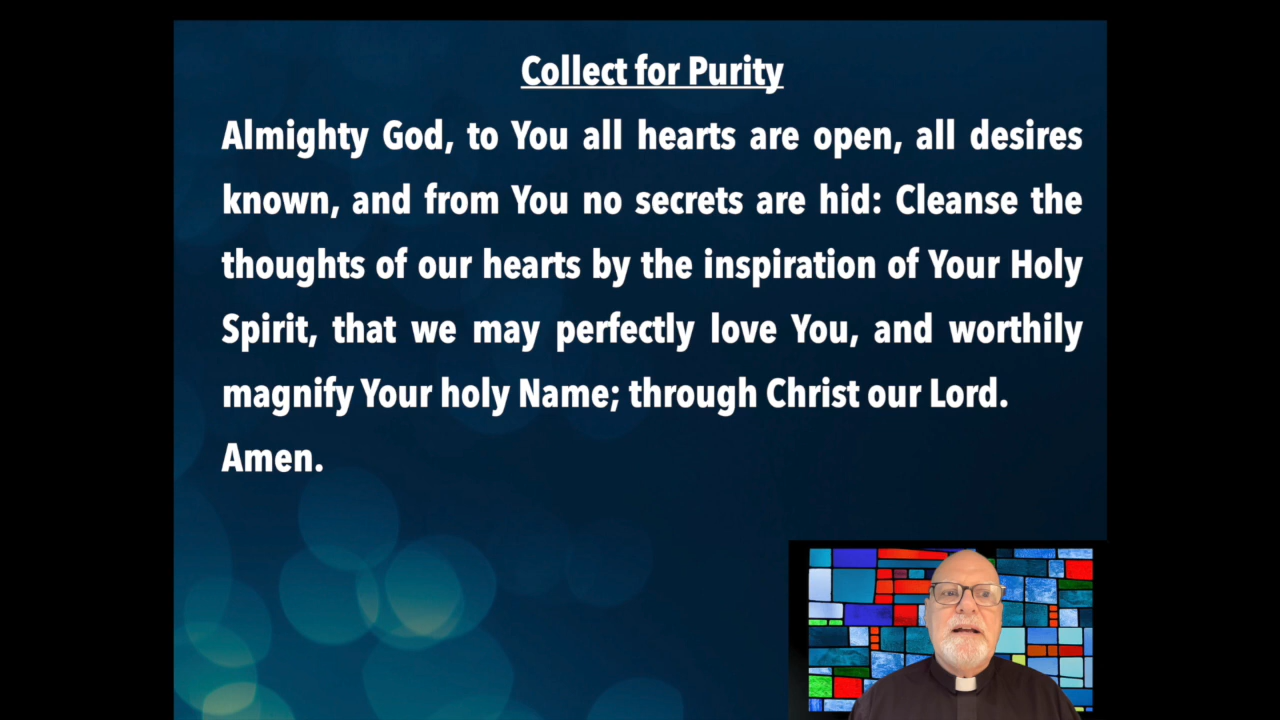 Collect for Purity
Almighty God, to You all hearts are open, all desires
known, and from You no secrets are hid: Cleanse the
thoughts of our hearts by the inspiration of Your Holy
Spirit, that we may perfectly love You, and worthily
magnify Your holy Name; through Christ our Lord.
Amen.